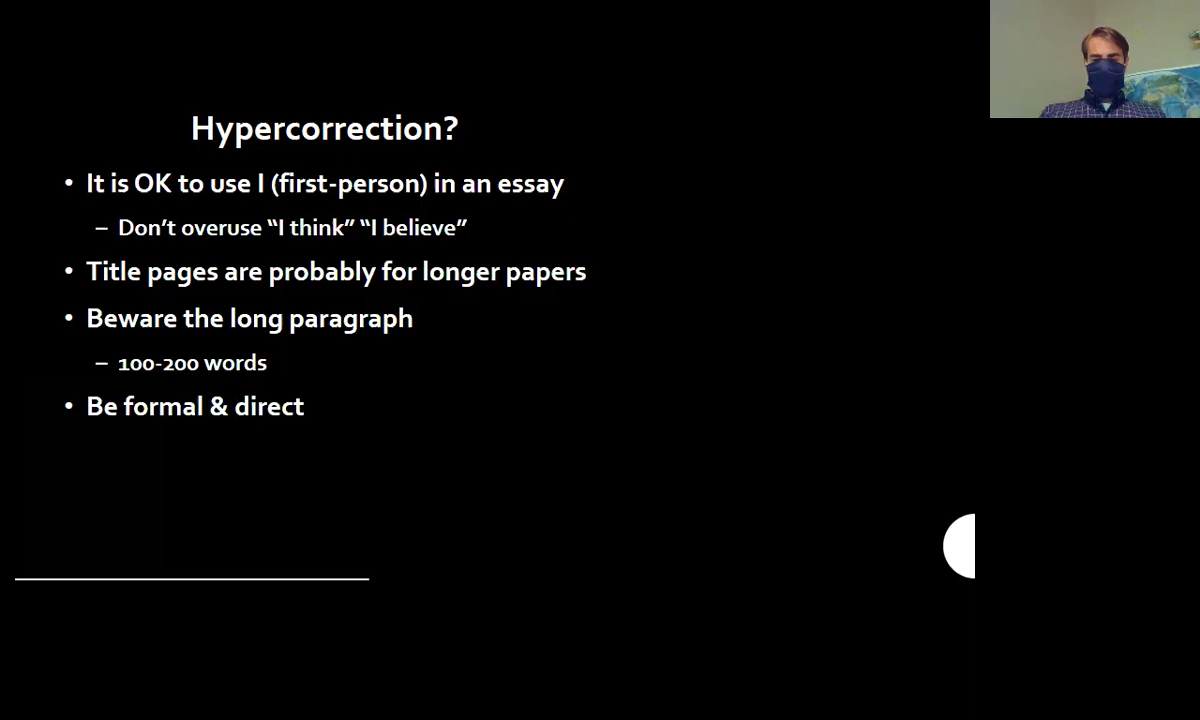 Hypercorrection?
• It is OK to use I (first-person) in an essay
– Don’t overuse “I think” “I believe”
• Title pages are probably for longer papers
• Beware the long paragraph
– 100-200 words
• Be formal & direct